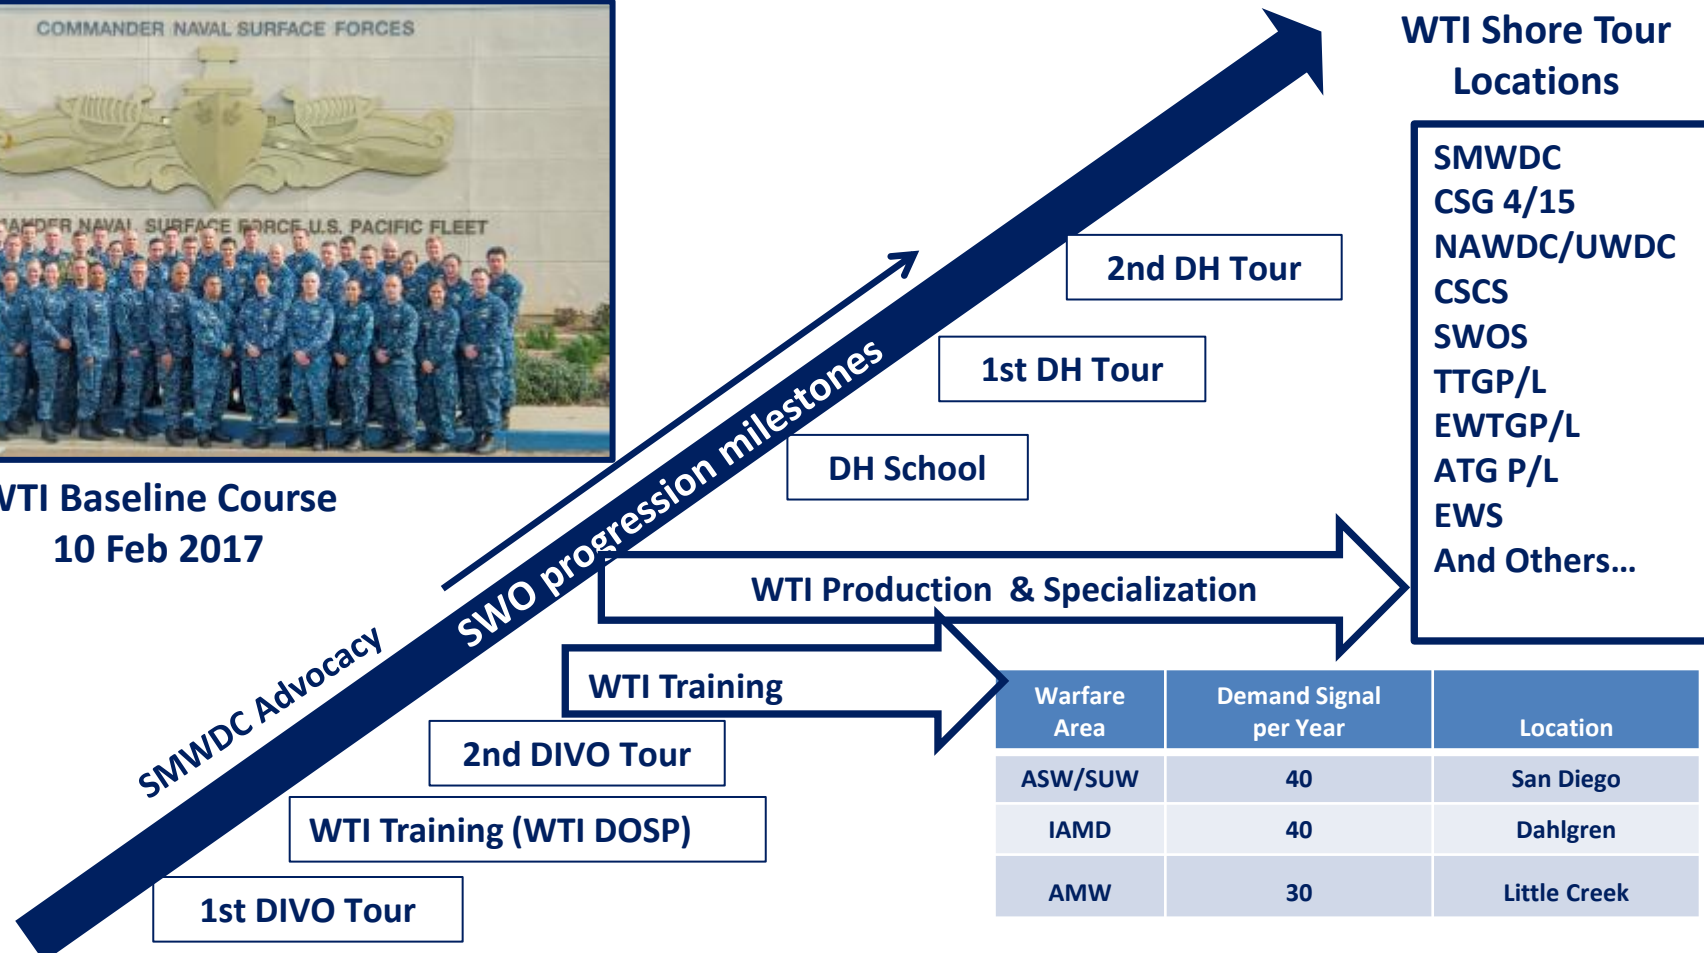 COMMANDER NAVAL SURFACE FORCES
NAVAL SURFACE FORCE U.S. PACIFIC FLEET
WTI Baseline Course
10 Feb 2017
SMWDC Advocacy
SWO progression milestones
1st DIVO Tour
WTI Training (WTI DOSP)
2nd DIVO Tour
WTI Training
WTI Production & Specialization
DH School
1st DH Tour
2nd DH Tour
WTI Shore Tour
Locations
SMWDC
CSG 4/15
NAWDC/UWDC
CSCS
SWOS
TTGP/L
EWTGP/L
ATG P/L
EWS
And Others...
Warfare Area Demand Signal per Year Location
ASW/SUW 40 San Diego
IAMD 40 Dahlgren
AMW 30 Little Creek